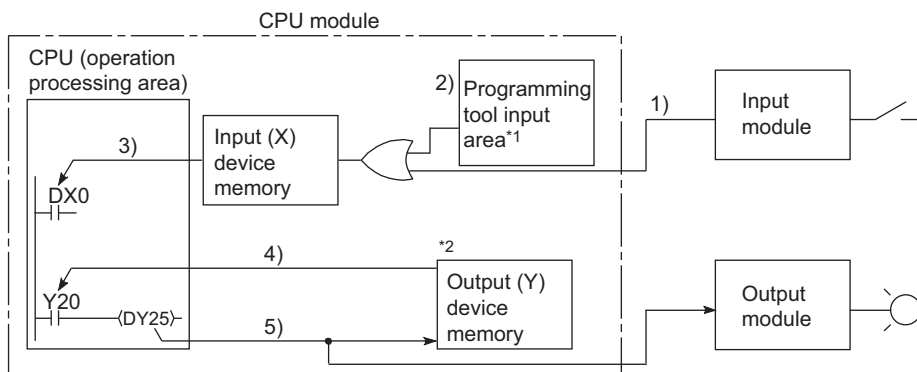 CPU module
CPU (operation
processing area)
2)
Programming
tool input
area*1
1)
Input
module
3)
Input (X)
device
memory
DX0
4)
*2
Output (Y)
device
memory
Output
module
Y20
DY25
5)